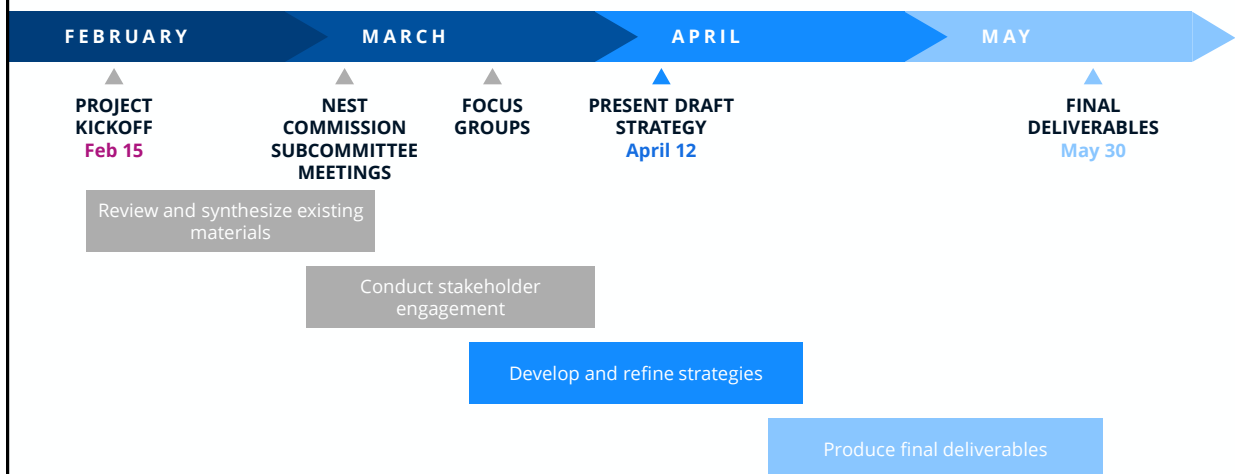 FEBRUARY
MARCH
APRIL
MAY
PROJECT
KICKOFF
Feb 15
NEST
COMMISSION
SUBCOMMITTEE
MEETINGS
FOCUS
GROUPS
PRESENT DRAFT
STRATEGY
April 12
FINAL
DELIVERABLES
May 30
Review and synthesize existing
materials
Conduct stakeholder
engagement
Develop and refine strategies
Produce final deliverables